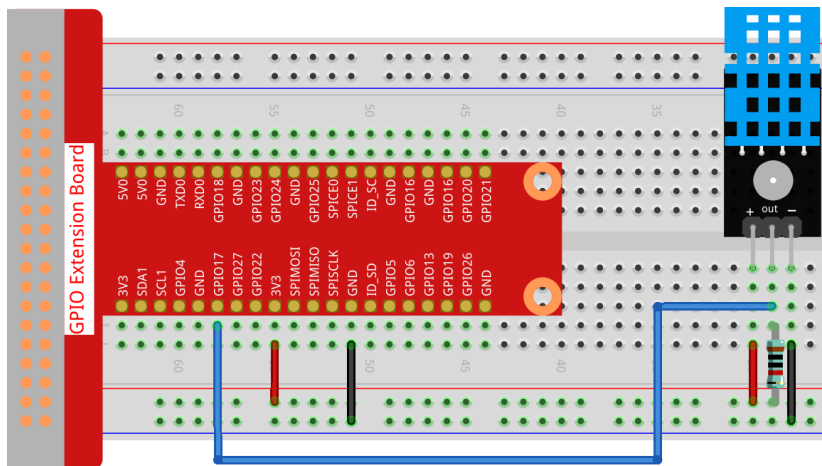 60
55
50
45
40
35
A
B
5V0
5V0
GND
TXD0
RXD0
GPIO18
GND
GPIO23
GPIO24
GND
GPIO25
SPICE0
SPICE1
ID_SC
GND
GPIO16
GND
GPIO16
GPIO20
GPIO21
+ out −
GPIO Extension Board
3V3
SDA1
SCL1
GPIO4
GND
GPIO17
GPIO27
GPIO22
3V3
SPIMOSI
SPIMISO
SPISCLK
GND
ID_SD
GPIO5
GPIO6
GPIO13
GPIO19
GPIO26
GND
60
50
45
40